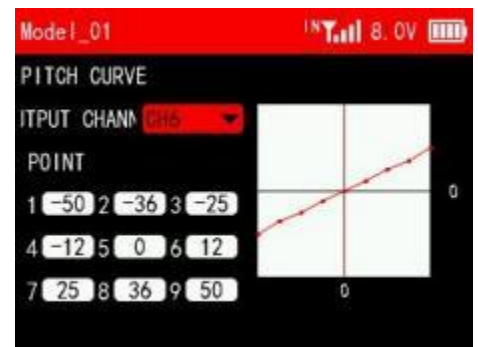 Model_01 IN 8.0V
PITCH CURVE
ITPUT CHANN CH6
POINT
1 -50 2 -36 3 -25
0
4 -12 5 0 6 12
7 25 8 36 9 50
0